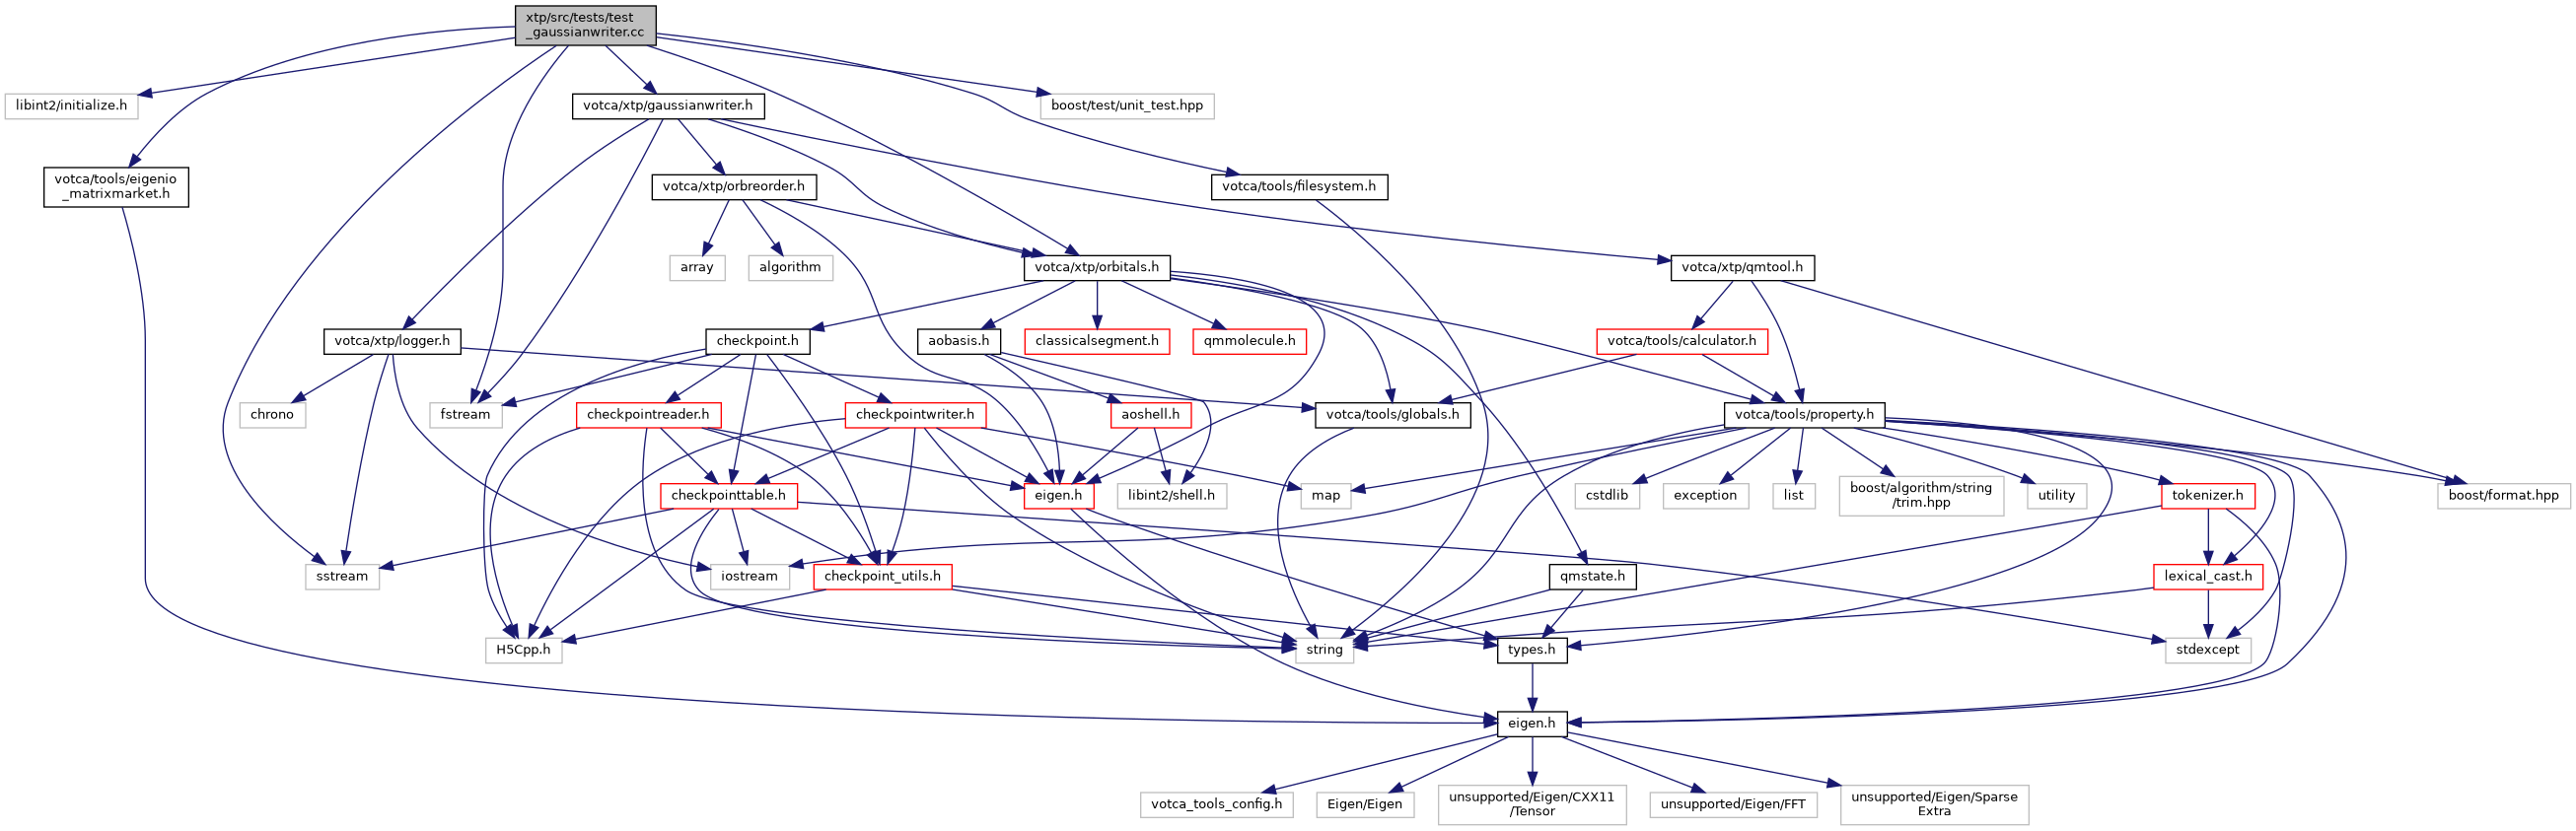 xtp/src/tests/test
_gaussianwriter.cc
libint2/initialize.h
votca/xtp/gaussianwriter.h
boost/test/unit_test.hpp
votca/tools/eigenio
_matrixmarket.h
votca/xtp/orbreorder.h
votca/tools/filesystem.h
array
algorithm
votca/xtp/orbitals.h
votca/xtp/qmtool.h
votca/xtp/logger.h
checkpoint.h
aobasis.h
classicalsegment.h
qmmolecule.h
votca/tools/calculator.h
chrono
fstream
checkpointreader.h
checkpointwriter.h
aoshell.h
votca/tools/globals.h
votca/tools/property.h
checkpointtable.h
eigen.h
libint2/shell.h
map
cstdlib
exception
list
boost/algorithm/string
/trim.hpp
utility
tokenizer.h
boost/format.hpp
sstream
iostream
checkpoint_utils.h
qmstate.h
lexical_cast.h
H5Cpp.h
string
types.h
stdexcept
eigen.h
votca_tools_config.h
Eigen/Eigen
unsupported/Eigen/CXX11
/Tensor
unsupported/Eigen/FFT
unsupported/Eigen/Sparse
Extra